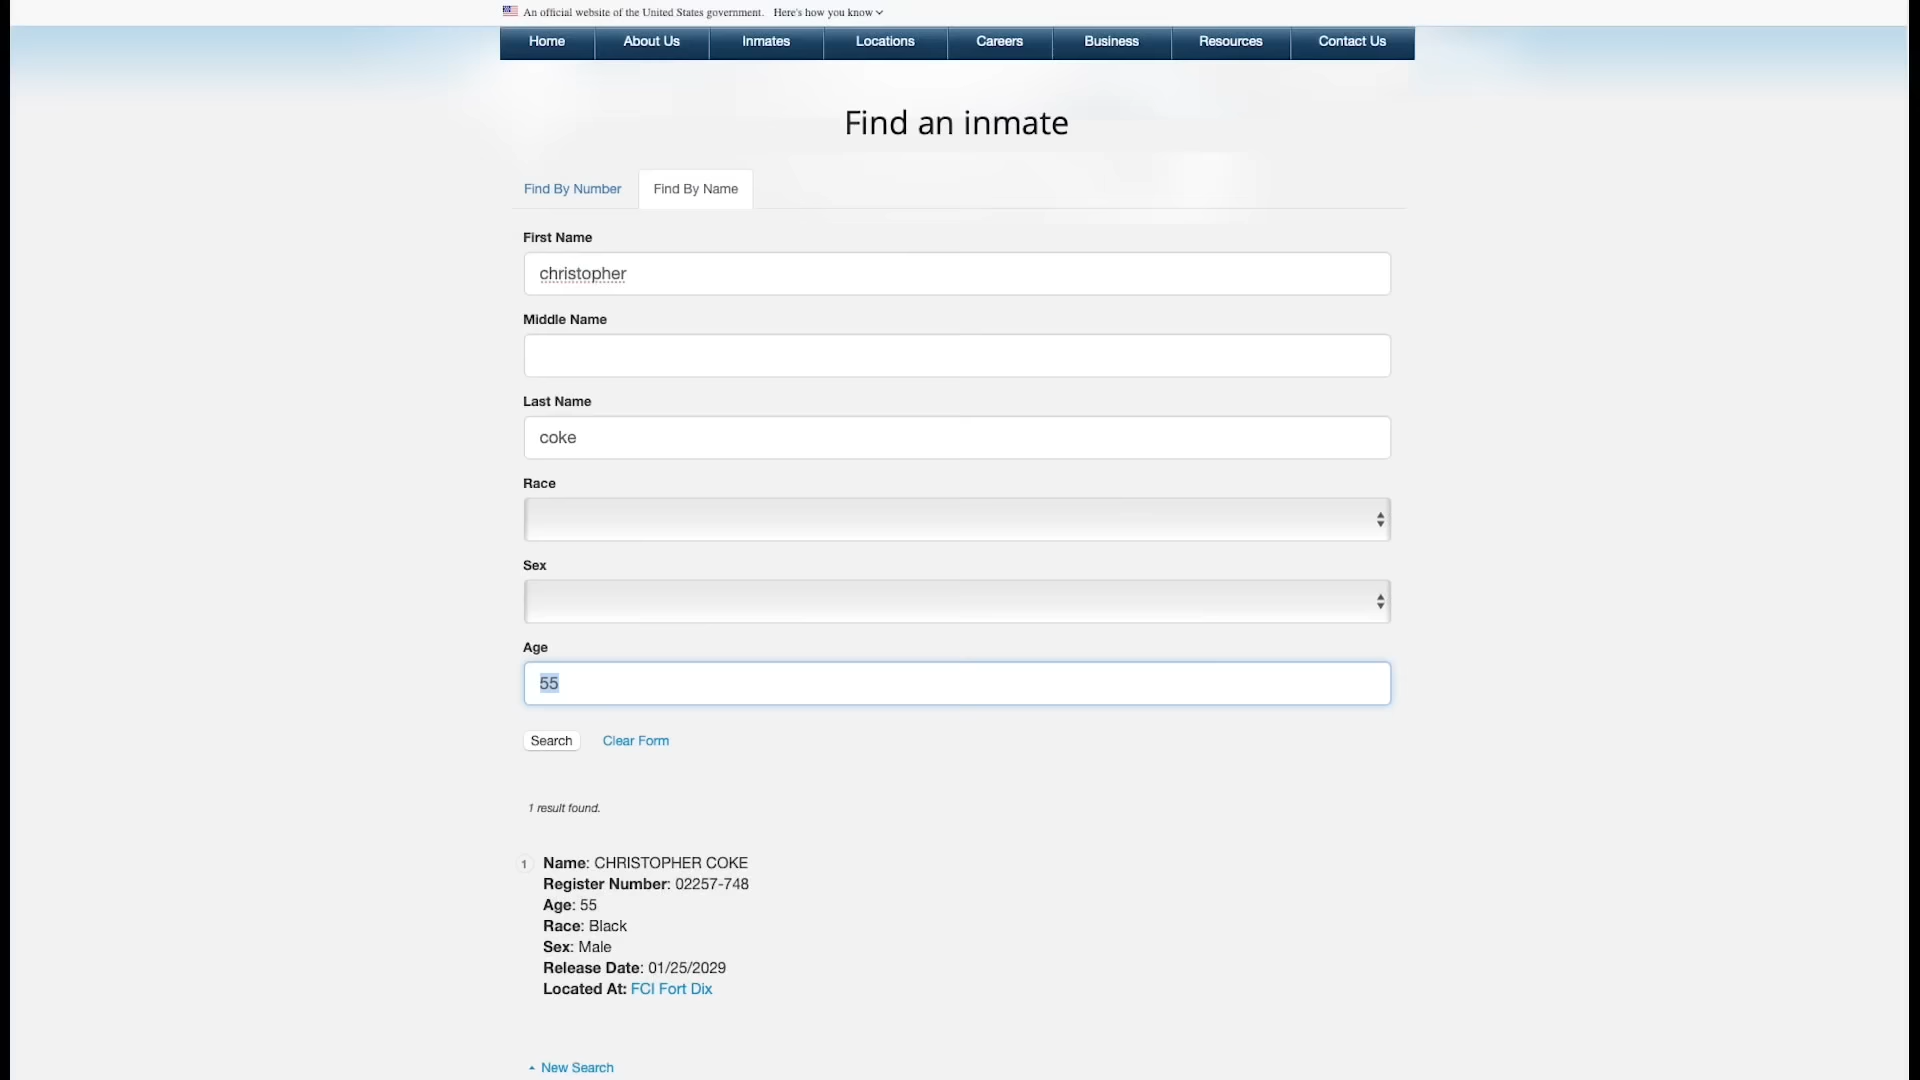 An official website of the United States government. Here's how you know
Home About Us Inmates Locations Careers Business Resources Contact Us
Find an inmate
Find By Number Find By Name
First Name
christopher
Middle Name
Last Name
coke
Race
Sex
Age
55
Search Clear Form
1 result found.
1 Name: CHRISTOPHER COKE
Register Number: 02257-748
Age: 55
Race: Black
Sex: Male
Release Date: 01/25/2029
Located At: FCI Fort Dix
New Search